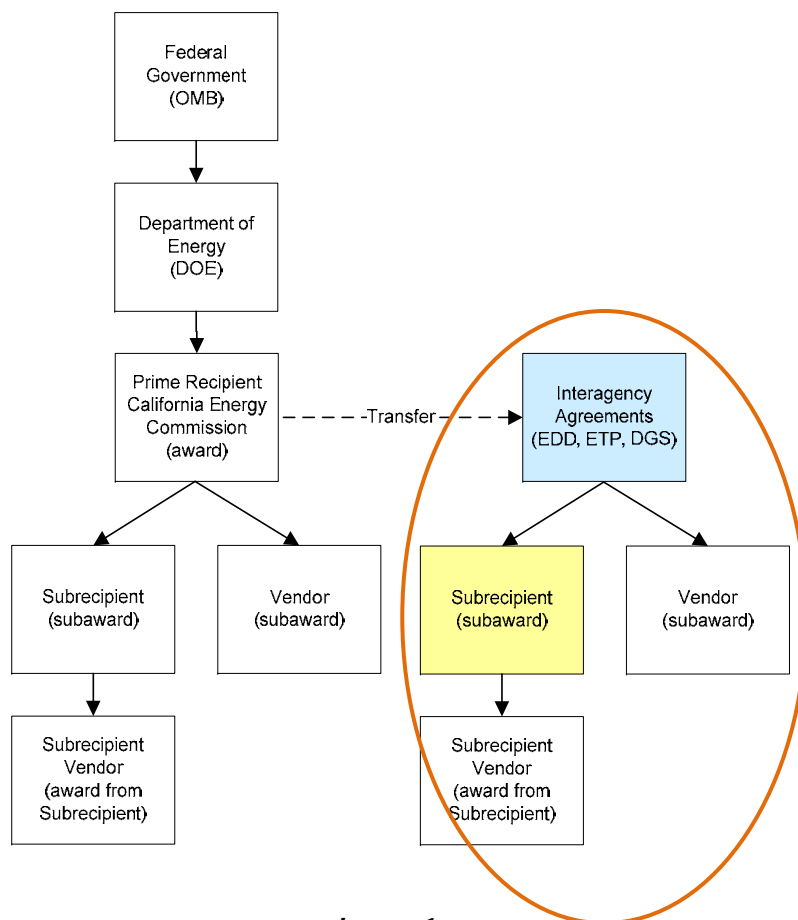 Federal
Government
(OMB)
Department of
Energy
(DOE)
Prime Recipient
California Energy
Commission
(award)
Transfer
Interagency
Agreements
(EDD, ETP, DGS)
Subrecipient
(subaward)
Vendor
(subaward)
Subrecipient
(subaward)
Vendor
(subaward)
Subrecipient
Vendor
(award from
Subrecipient)
Subrecipient
Vendor
(award from
Subrecipient)